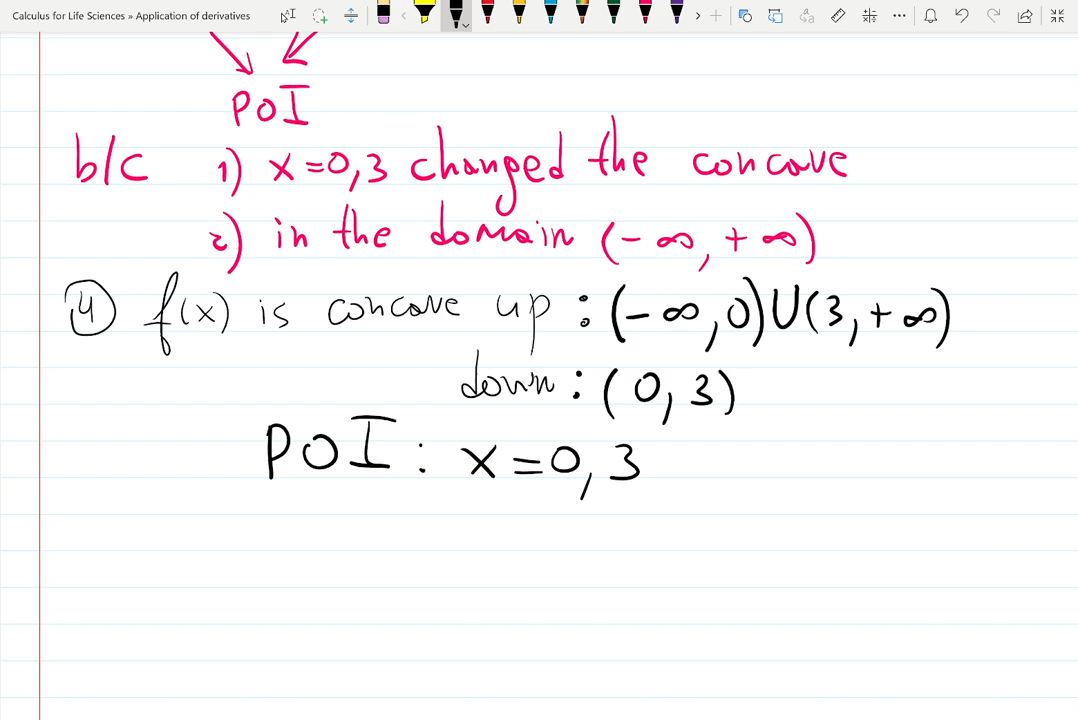 Calculus for Life Sciences » Application of derivatives
POI
b/c 1) x=0,3 changed the concave
2) in the domain (-∞,+∞)
④ f(x) is concave up : (-∞,0)U(3,+∞)
down : (0,3)
POI : x=0,3